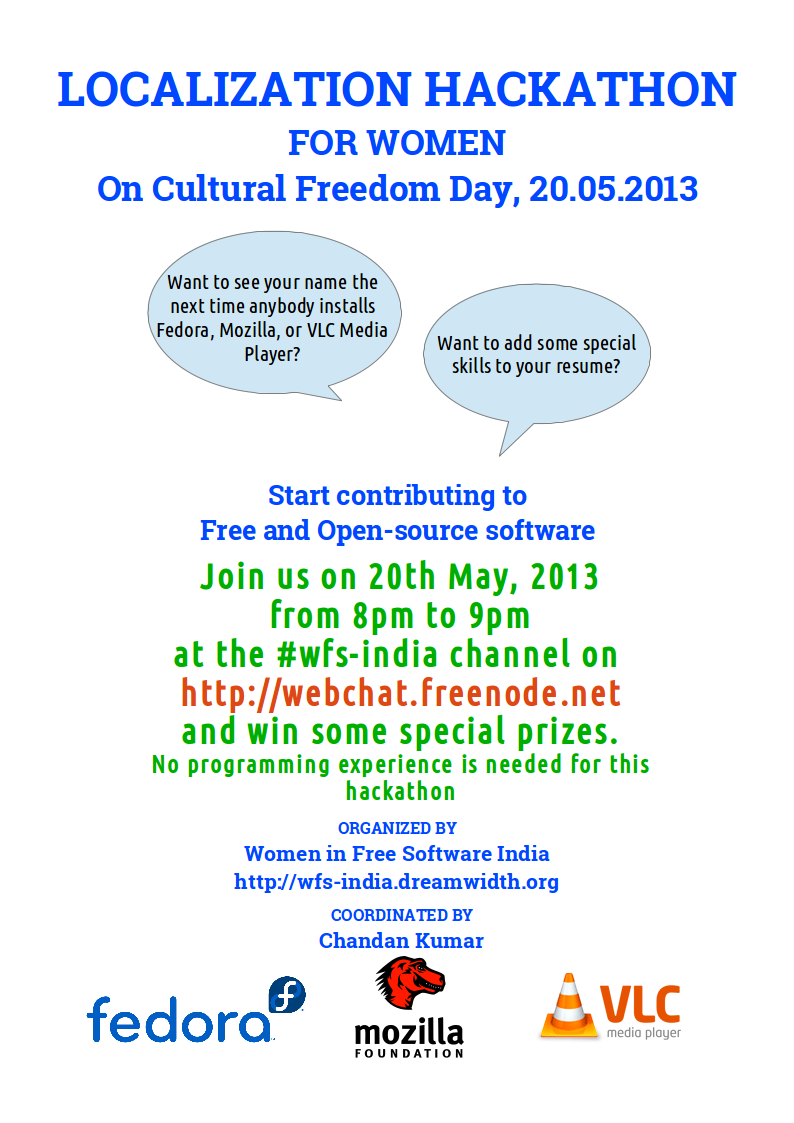 LOCALIZATION HACKATHON
FOR WOMEN
On Cultural Freedom Day, 20.05.2013
Want to see your name the
next time anybody installs
Fedora, Mozilla, or VLC Media
Player?
Want to add some special
skills to your resume?
Start contributing to
Free and Open-source software
Join us on 20th May, 2013
from 8pm to 9pm
at the #wfs-india channel on
http://webchat.freenode.net
and win some special prizes.
No programming experience is needed for this
hackathon
ORGANIZED BY
Women in Free Software India
http://wfs-india.dreamwidth.org
COORDINATED BY
Chandan Kumar
fedora
mozilla
FOUNDATION
VLC
media player